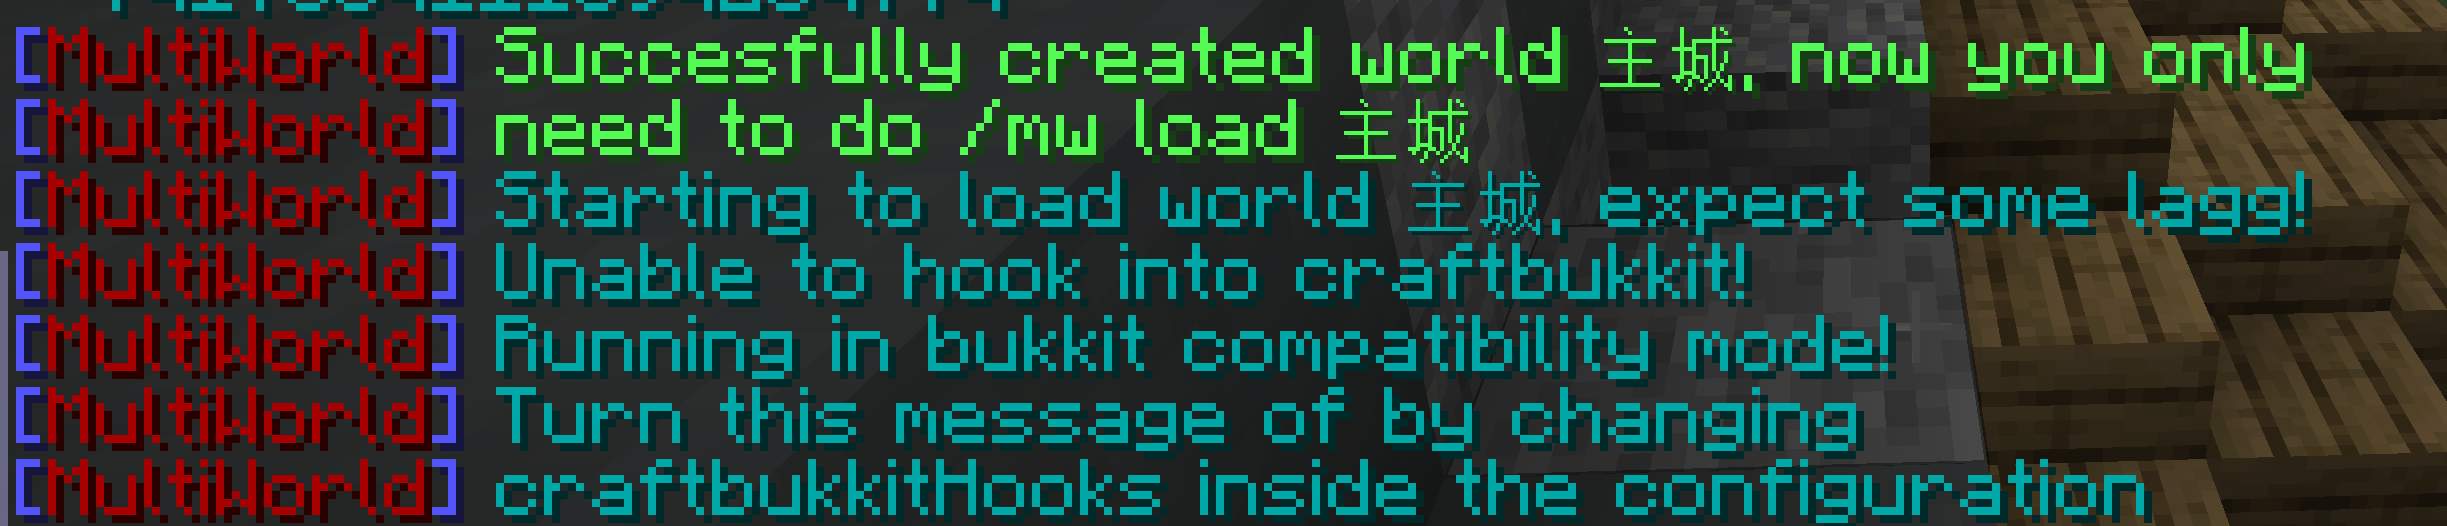 [MultiWorld] Succesfully created world 主城, now you only
[MultiWorld] need to do /mw load 主城
[MultiWorld] Starting to load world 主城, expect some lagg!
[MultiWorld] Unable to hook into craftbukkit!
[MultiWorld] Running in bukkit compatibility mode!
[MultiWorld] Turn this message of by changing
[MultiWorld] craftbukkitHooks inside the configuration